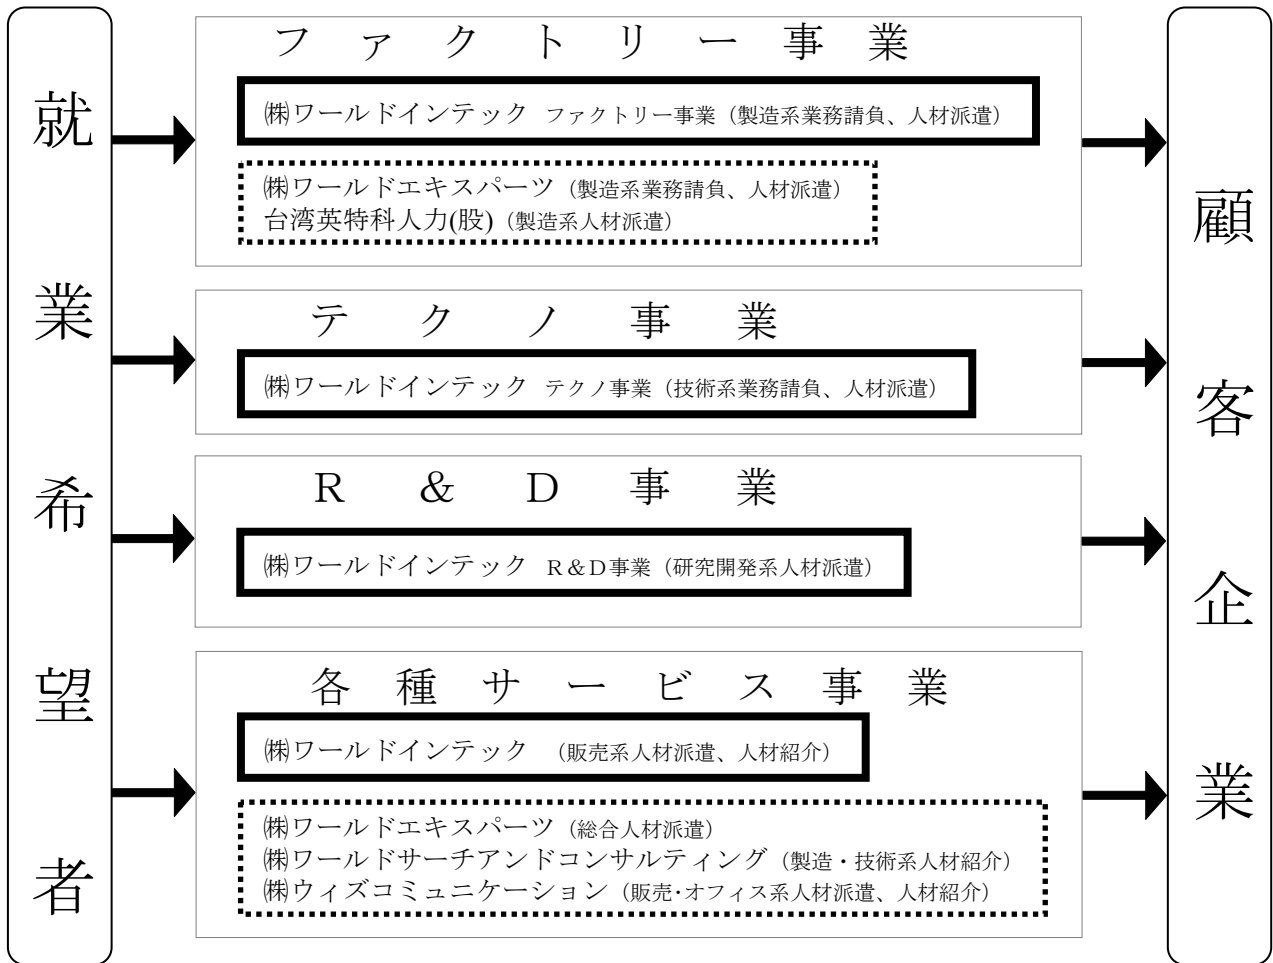 就業希望者
ファクトリー事業
㈱ワールドインテック ファクトリー事業（製造系業務請負、人材派遣）
㈱ワールドエキスパーツ（製造系業務請負、人材派遣）
台湾英特科人力(股)（製造系人材派遣）
テクノ事業
㈱ワールドインテック テクノ事業（技術系業務請負、人材派遣）
Ｒ＆Ｄ事業
㈱ワールドインテック Ｒ＆Ｄ事業（研究開発系人材派遣）
各種サービス事業
㈱ワールドインテック （販売系人材派遣、人材紹介）
㈱ワールドエキスパーツ（総合人材派遣）
㈱ワールドサーチアンドコンサルティング（製造・技術系人材紹介）
㈱ウィズコミュニケーション（販売･オフィス系人材派遣、人材紹介）
顧客企業